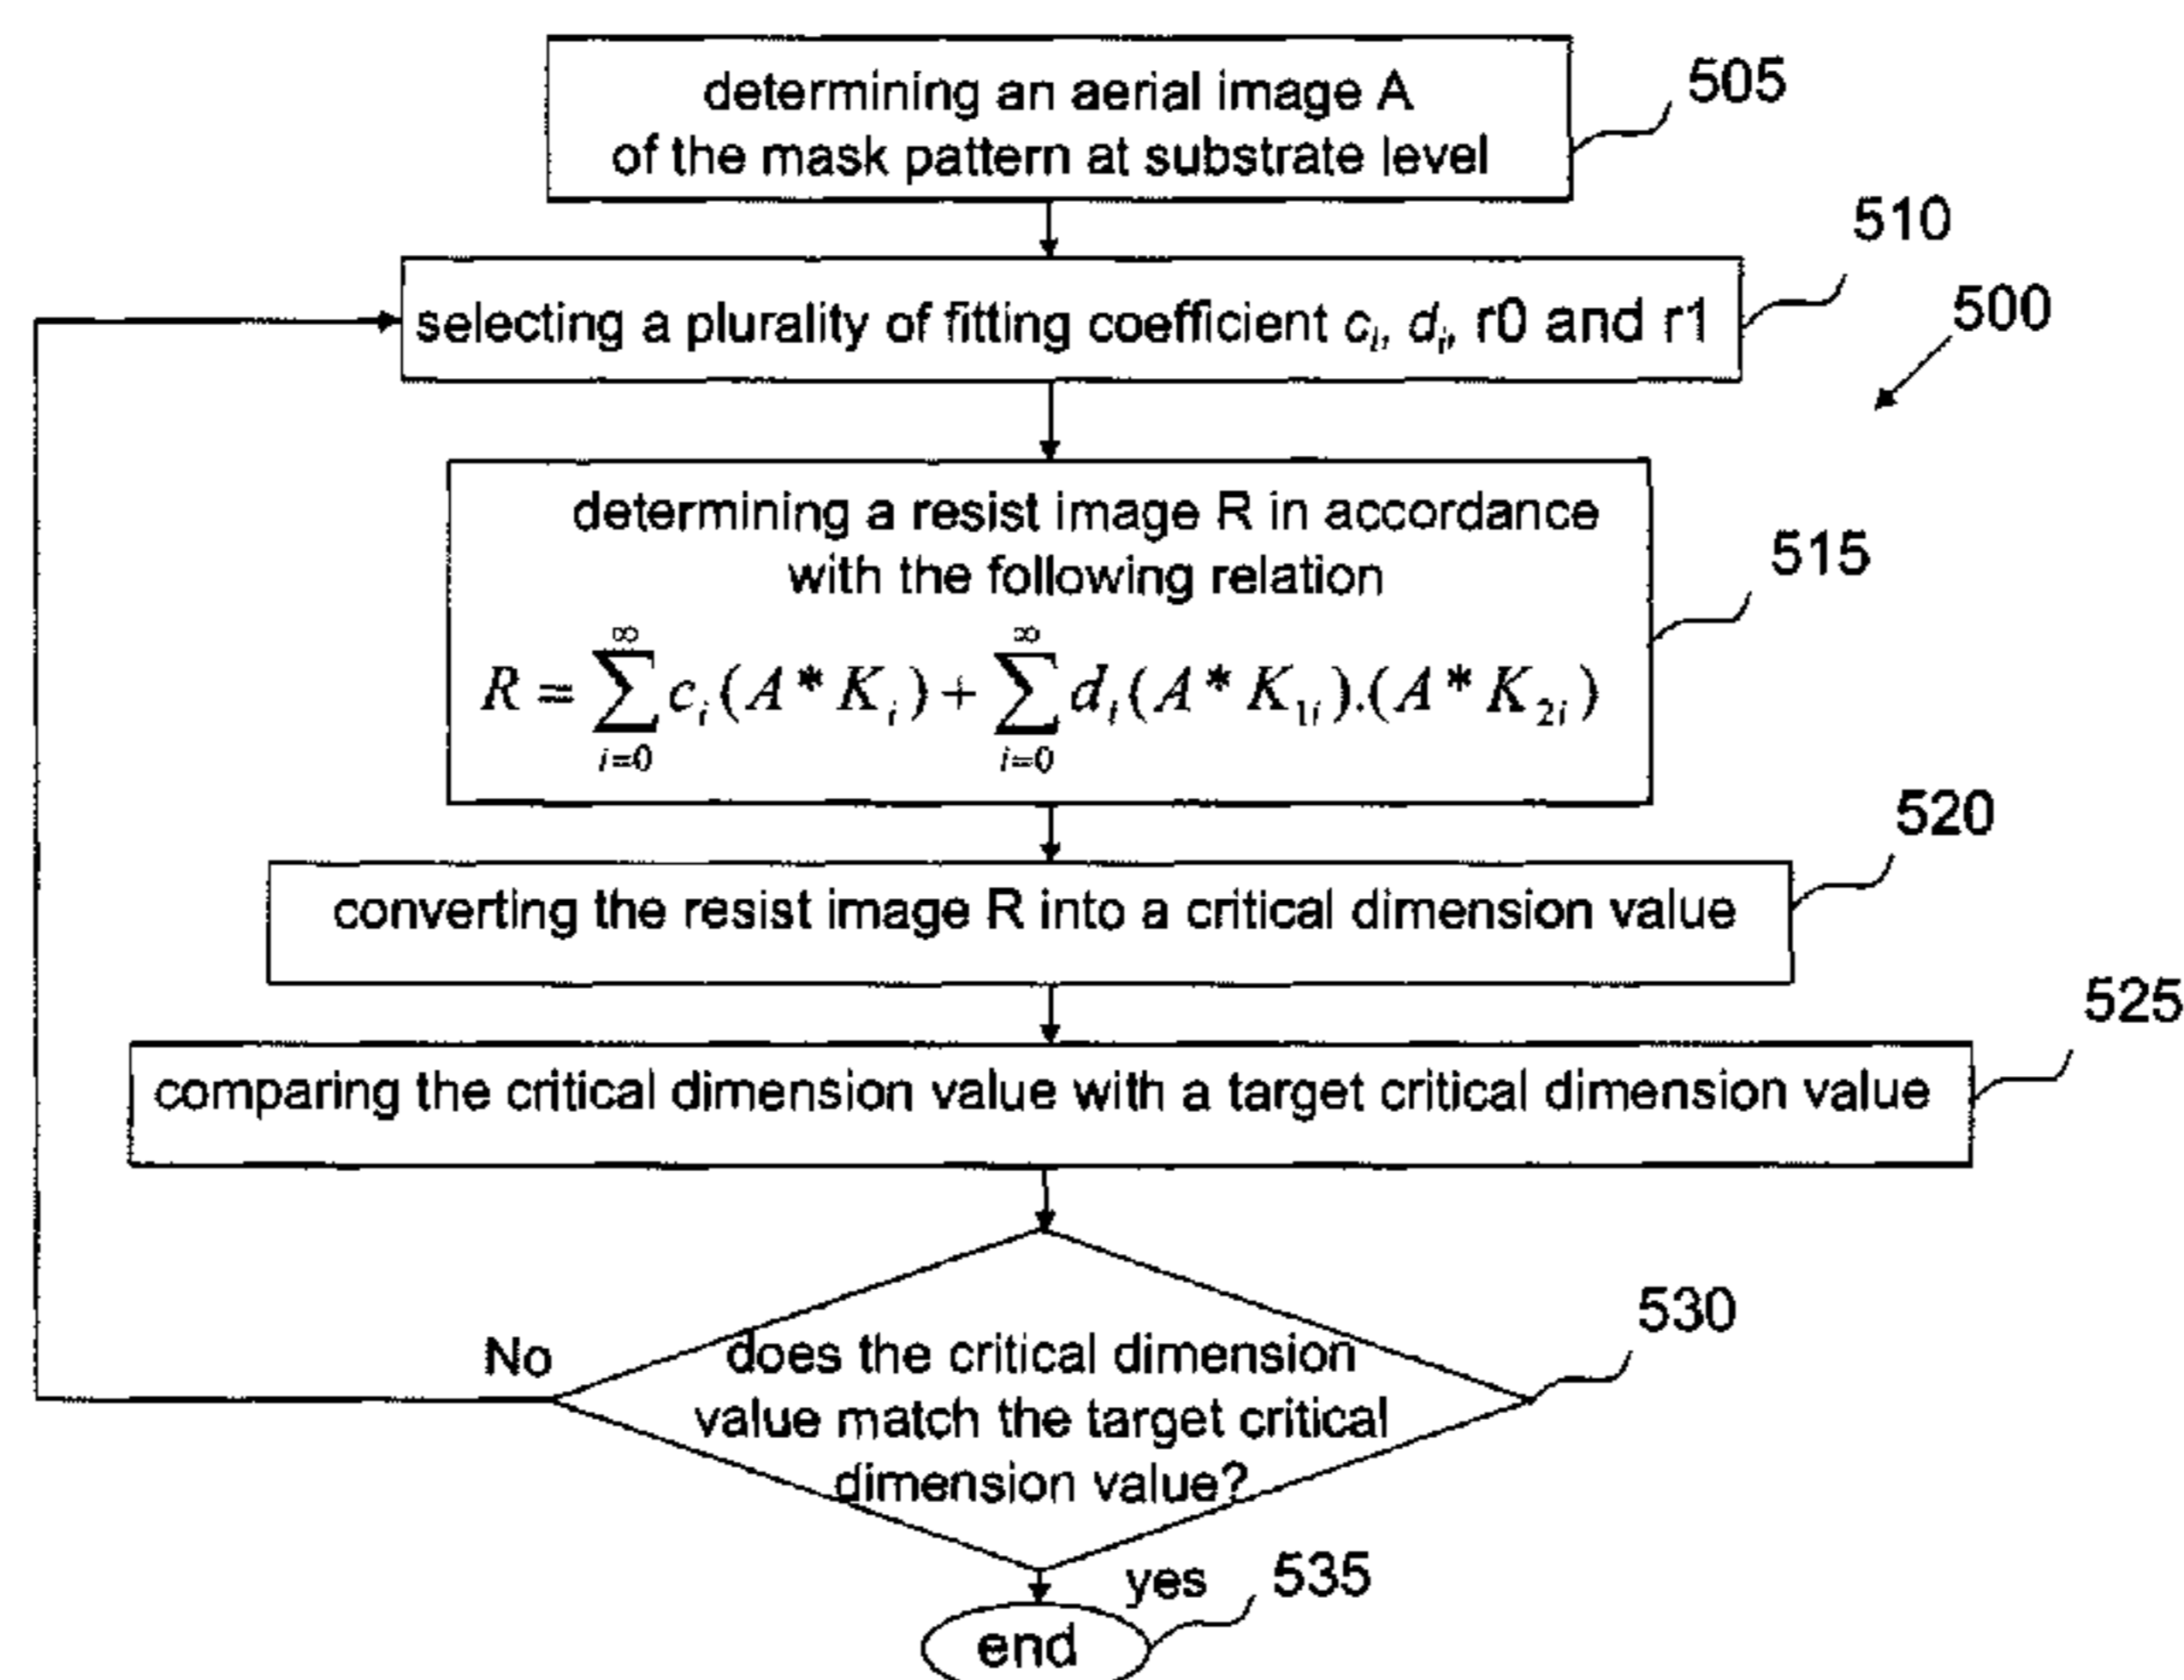 determining an aerial image A
of the mask pattern at substrate level
505
510
selecting a plurality of fitting coefficient cᵢ, dᵢ, r0 and r1
500
determining a resist image R in accordance
with the following relation
515
R = ∑_{i=0}^{∞} c_i (A * K_i) + ∑_{i=0}^{∞} d_i (A * K_{1i}).(A * K_{2i})
520
converting the resist image R into a critical dimension value
525
comparing the critical dimension value with a target critical dimension value
530
No
does the critical dimension
value match the target critical
dimension value?
yes
535
end